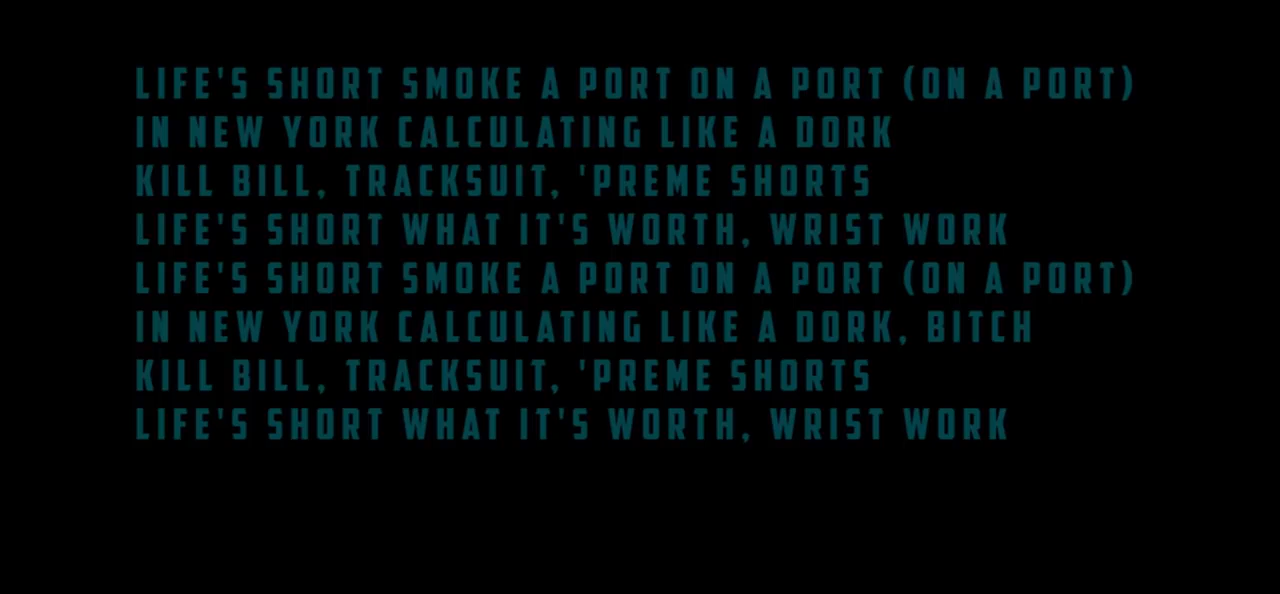 LIFE'S SHORT SMOKE A PORT ON A PORT (ON A PORT)
IN NEW YORK CALCULATING LIKE A DORK
KILL BILL, TRACKSUIT, 'PREME SHORTS
LIFE'S SHORT WHAT IT'S WORTH, WRIST WORK
LIFE'S SHORT SMOKE A PORT ON A PORT (ON A PORT)
IN NEW YORK CALCULATING LIKE A DORK, BITCH
KILL BILL, TRACKSUIT, 'PREME SHORTS
LIFE'S SHORT WHAT IT'S WORTH, WRIST WORK